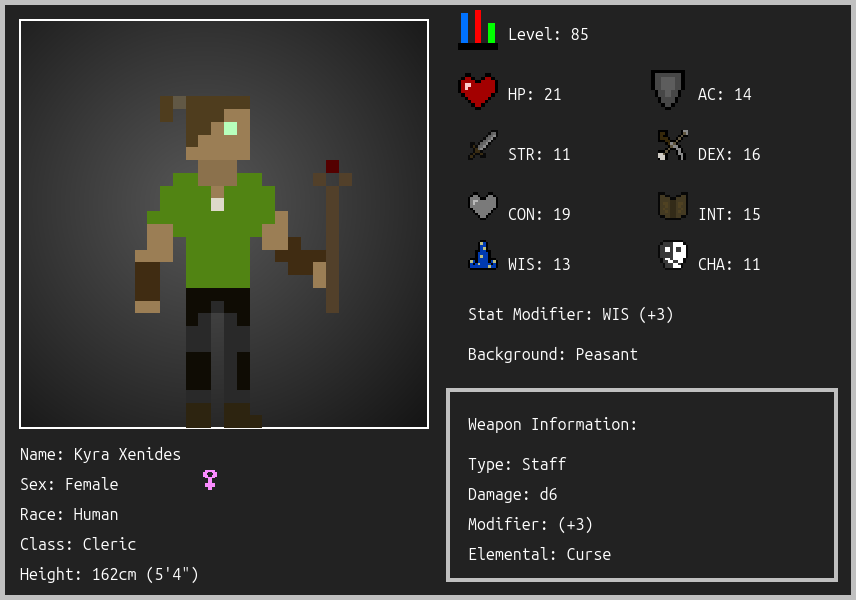 Level: 85
HP: 21
AC: 14
STR: 11
DEX: 16
CON: 19
INT: 15
WIS: 13
CHA: 11
Stat Modifier: WIS (+3)
Background: Peasant
Weapon Information:
Type: Staff
Damage: d6
Modifier: (+3)
Elemental: Curse
Name: Kyra Xenides
Sex: Female
Race: Human
Class: Cleric
Height: 162cm (5'4")